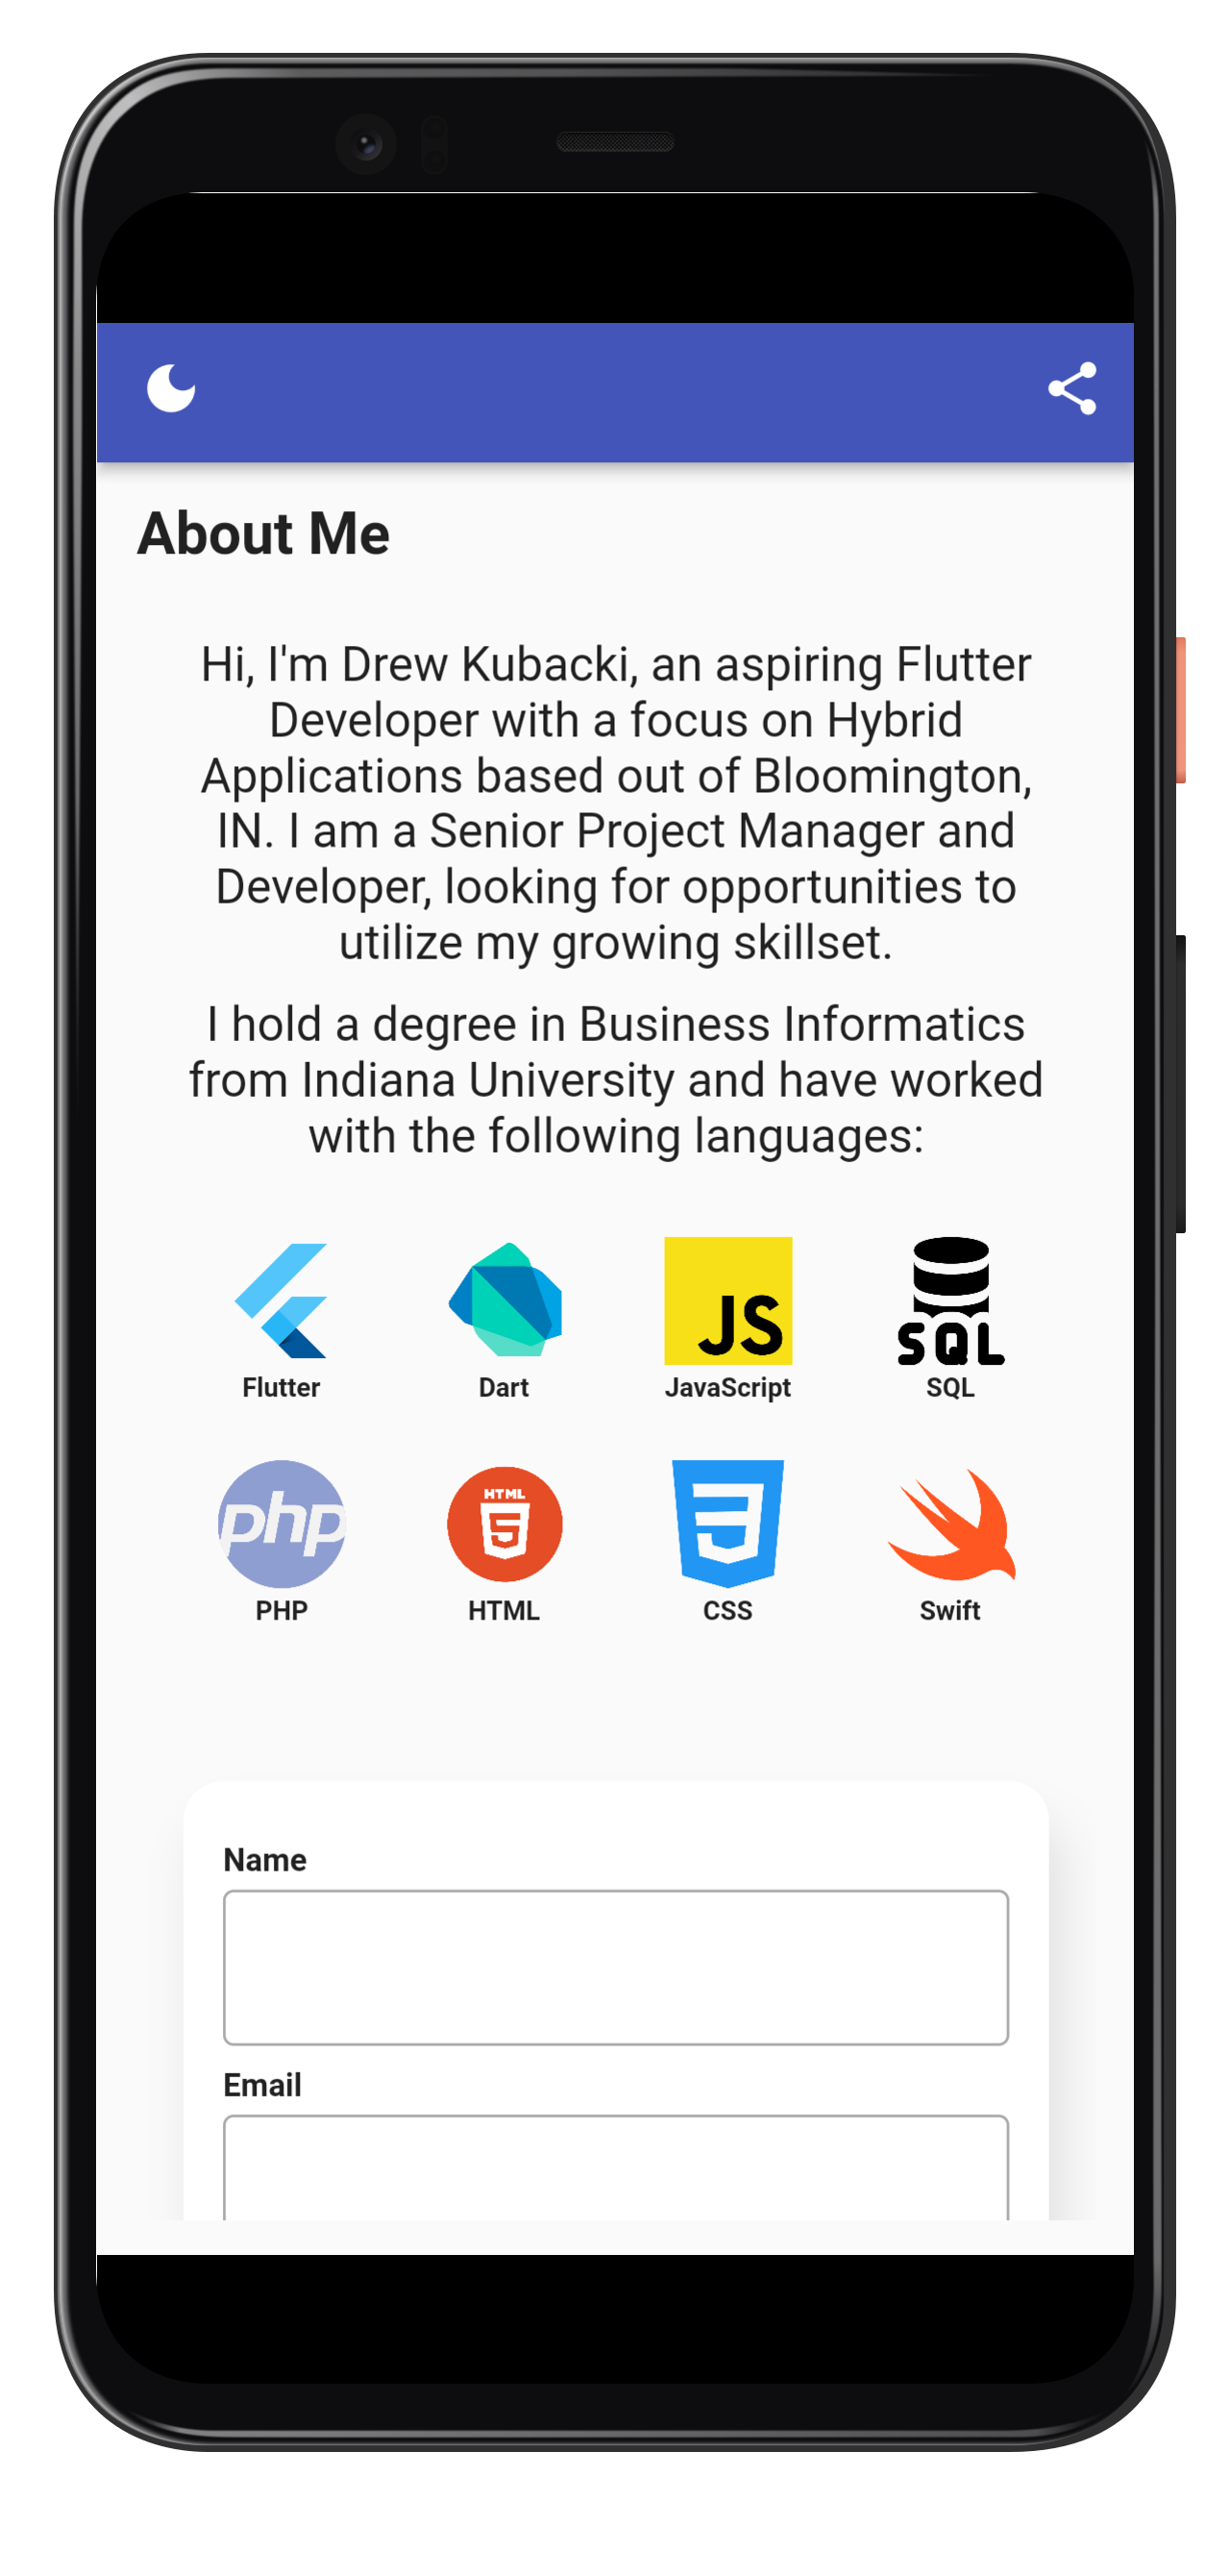 About Me
Hi, I'm Drew Kubacki, an aspiring Flutter
Developer with a focus on Hybrid
Applications based out of Bloomington,
IN. I am a Senior Project Manager and
Developer, looking for opportunities to
utilize my growing skillset.
I hold a degree in Business Informatics
from Indiana University and have worked
with the following languages:
JS
SQL
Flutter
Dart
JavaScript
SQL
php
HTML
5
PHP
HTML
CSS
Swift
Name
Email